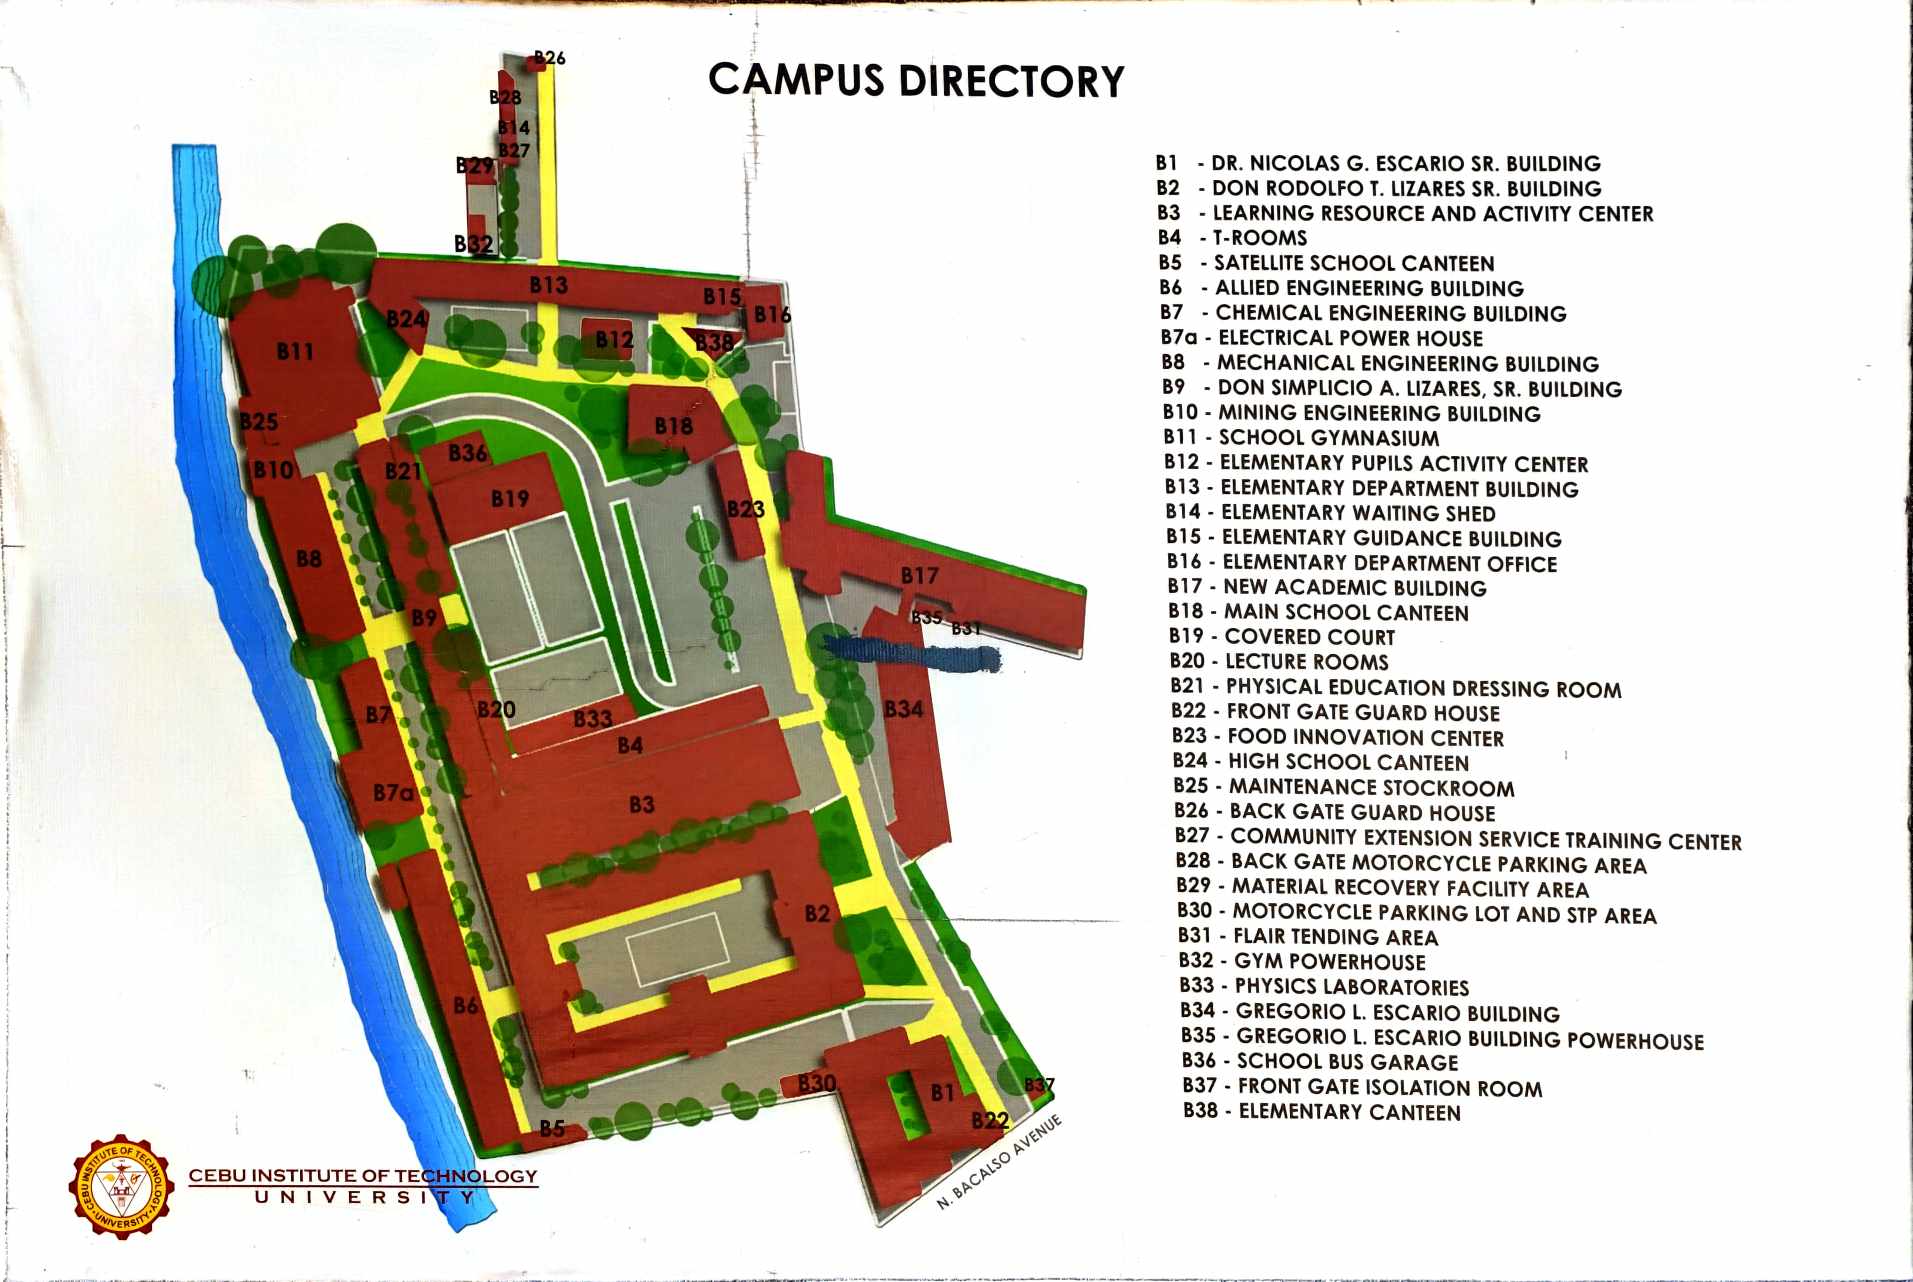 CAMPUS DIRECTORY
B26
B28
B14
B27
B29
B32
B13
B15
B16
B24
B12
B38
B11
B18
B25
B36
B21
B10
B19
B23
B8
B17
B9
B35
B31
B20
B7
B33
B34
B4
B7a
B3
B2
B6
B30
B1
B37
B22
B5
N. BACALSO AVENUE
B1 - DR. NICOLAS G. ESCARIO SR. BUILDING
B2 - DON RODOLFO T. LIZARES SR. BUILDING
B3 - LEARNING RESOURCE AND ACTIVITY CENTER
B4 - T-ROOMS
B5 - SATELLITE SCHOOL CANTEEN
B6 - ALLIED ENGINEERING BUILDING
B7 - CHEMICAL ENGINEERING BUILDING
B7a - ELECTRICAL POWER HOUSE
B8 - MECHANICAL ENGINEERING BUILDING
B9 - DON SIMPLICIO A. LIZARES, SR. BUILDING
B10 - MINING ENGINEERING BUILDING
B11 - SCHOOL GYMNASIUM
B12 - ELEMENTARY PUPILS ACTIVITY CENTER
B13 - ELEMENTARY DEPARTMENT BUILDING
B14 - ELEMENTARY WAITING SHED
B15 - ELEMENTARY GUIDANCE BUILDING
B16 - ELEMENTARY DEPARTMENT OFFICE
B17 - NEW ACADEMIC BUILDING
B18 - MAIN SCHOOL CANTEEN
B19 - COVERED COURT
B20 - LECTURE ROOMS
B21 - PHYSICAL EDUCATION DRESSING ROOM
B22 - FRONT GATE GUARD HOUSE
B23 - FOOD INNOVATION CENTER
B24 - HIGH SCHOOL CANTEEN
B25 - MAINTENANCE STOCKROOM
B26 - BACK GATE GUARD HOUSE
B27 - COMMUNITY EXTENSION SERVICE TRAINING CENTER
B28 - BACK GATE MOTORCYCLE PARKING AREA
B29 - MATERIAL RECOVERY FACILITY AREA
B30 - MOTORCYCLE PARKING LOT AND STP AREA
B31 - FLAIR TENDING AREA
B32 - GYM POWERHOUSE
B33 - PHYSICS LABORATORIES
B34 - GREGORIO L. ESCARIO BUILDING
B35 - GREGORIO L. ESCARIO BUILDING POWERHOUSE
B36 - SCHOOL BUS GARAGE
B37 - FRONT GATE ISOLATION ROOM
B38 - ELEMENTARY CANTEEN
CEBU INSTITUTE OF TECHNOLOGY
UNIVERSITY
CEBU INSTITUTE OF TECHNOLOGY
UNIVERSITY